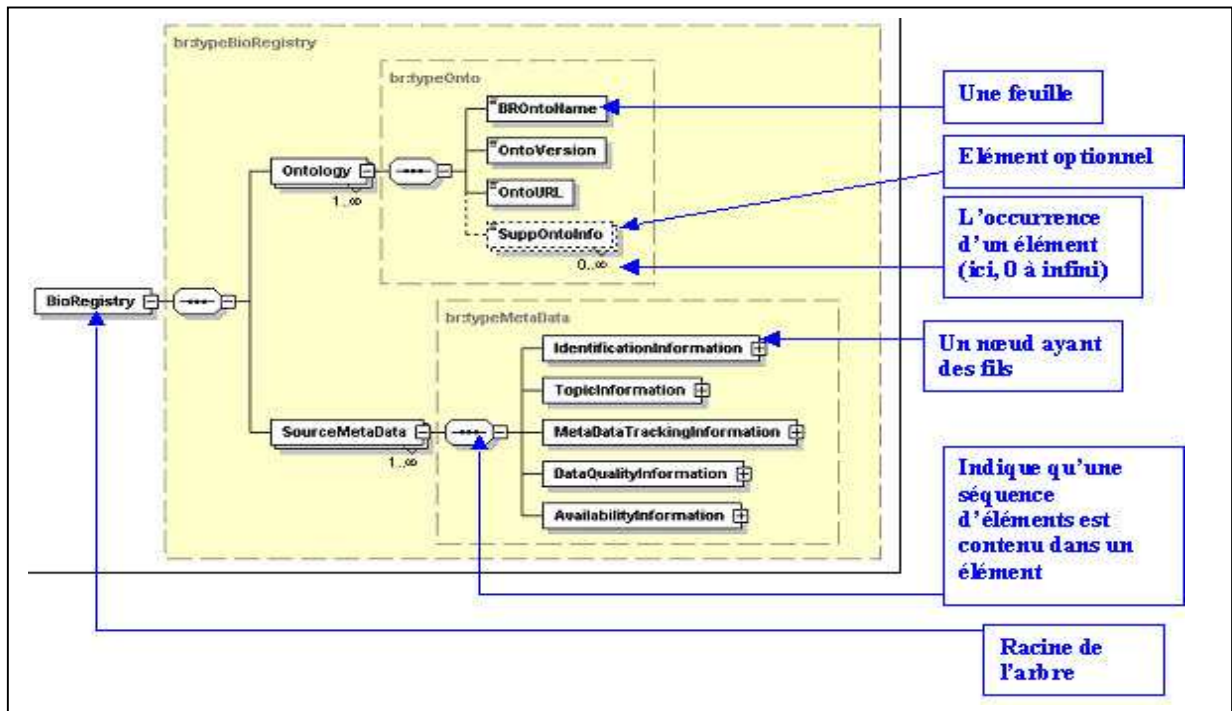 br:typeBioRegistry
br:typeOnto
BROntoName
OntoVersion
OntoURL
SuppOntoInfo
0..∞
Ontology
1..∞
BioRegistry
br:typeMetaData
IdentificationInformation
TopicInformation
MetaDataTrackingInformation
DataQualityInformation
AvailabilityInformation
SourceMetaData
1..∞
Une feuille
Elément optionnel
L'occurrence
d'un élément
(ici, 0 à infini)
Un nœud ayant
des fils
Indique qu'une
séquence
d'éléments est
contenu dans un
élément
Racine de
l'arbre